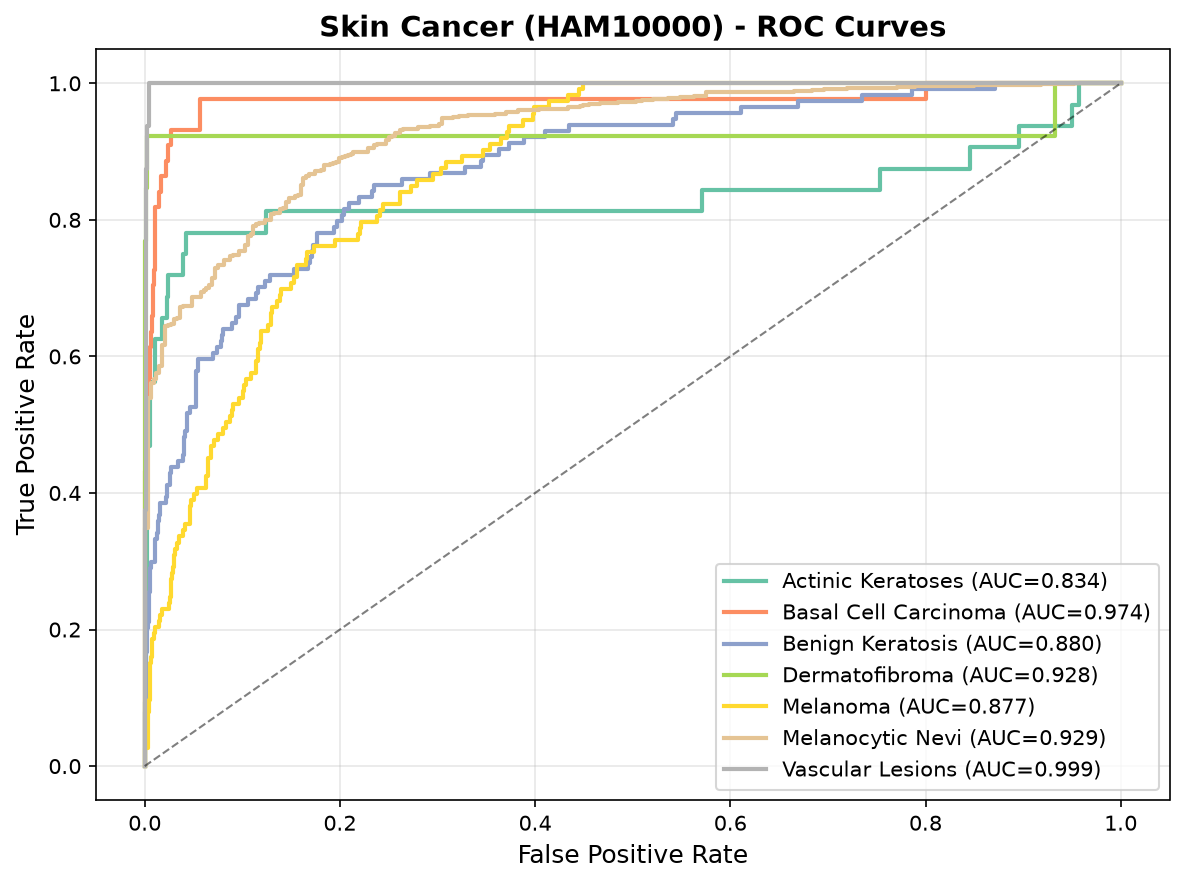 Skin Cancer (HAM10000) - ROC Curves
True Positive Rate
1.0
0.8
0.6
0.4
0.2
0.0
Actinic Keratoses (AUC=0.834)
Basal Cell Carcinoma (AUC=0.974)
Benign Keratosis (AUC=0.880)
Dermatofibroma (AUC=0.928)
Melanoma (AUC=0.877)
Melanocytic Nevi (AUC=0.929)
Vascular Lesions (AUC=0.999)
0.0 0.2 0.4 0.6 0.8 1.0
False Positive Rate